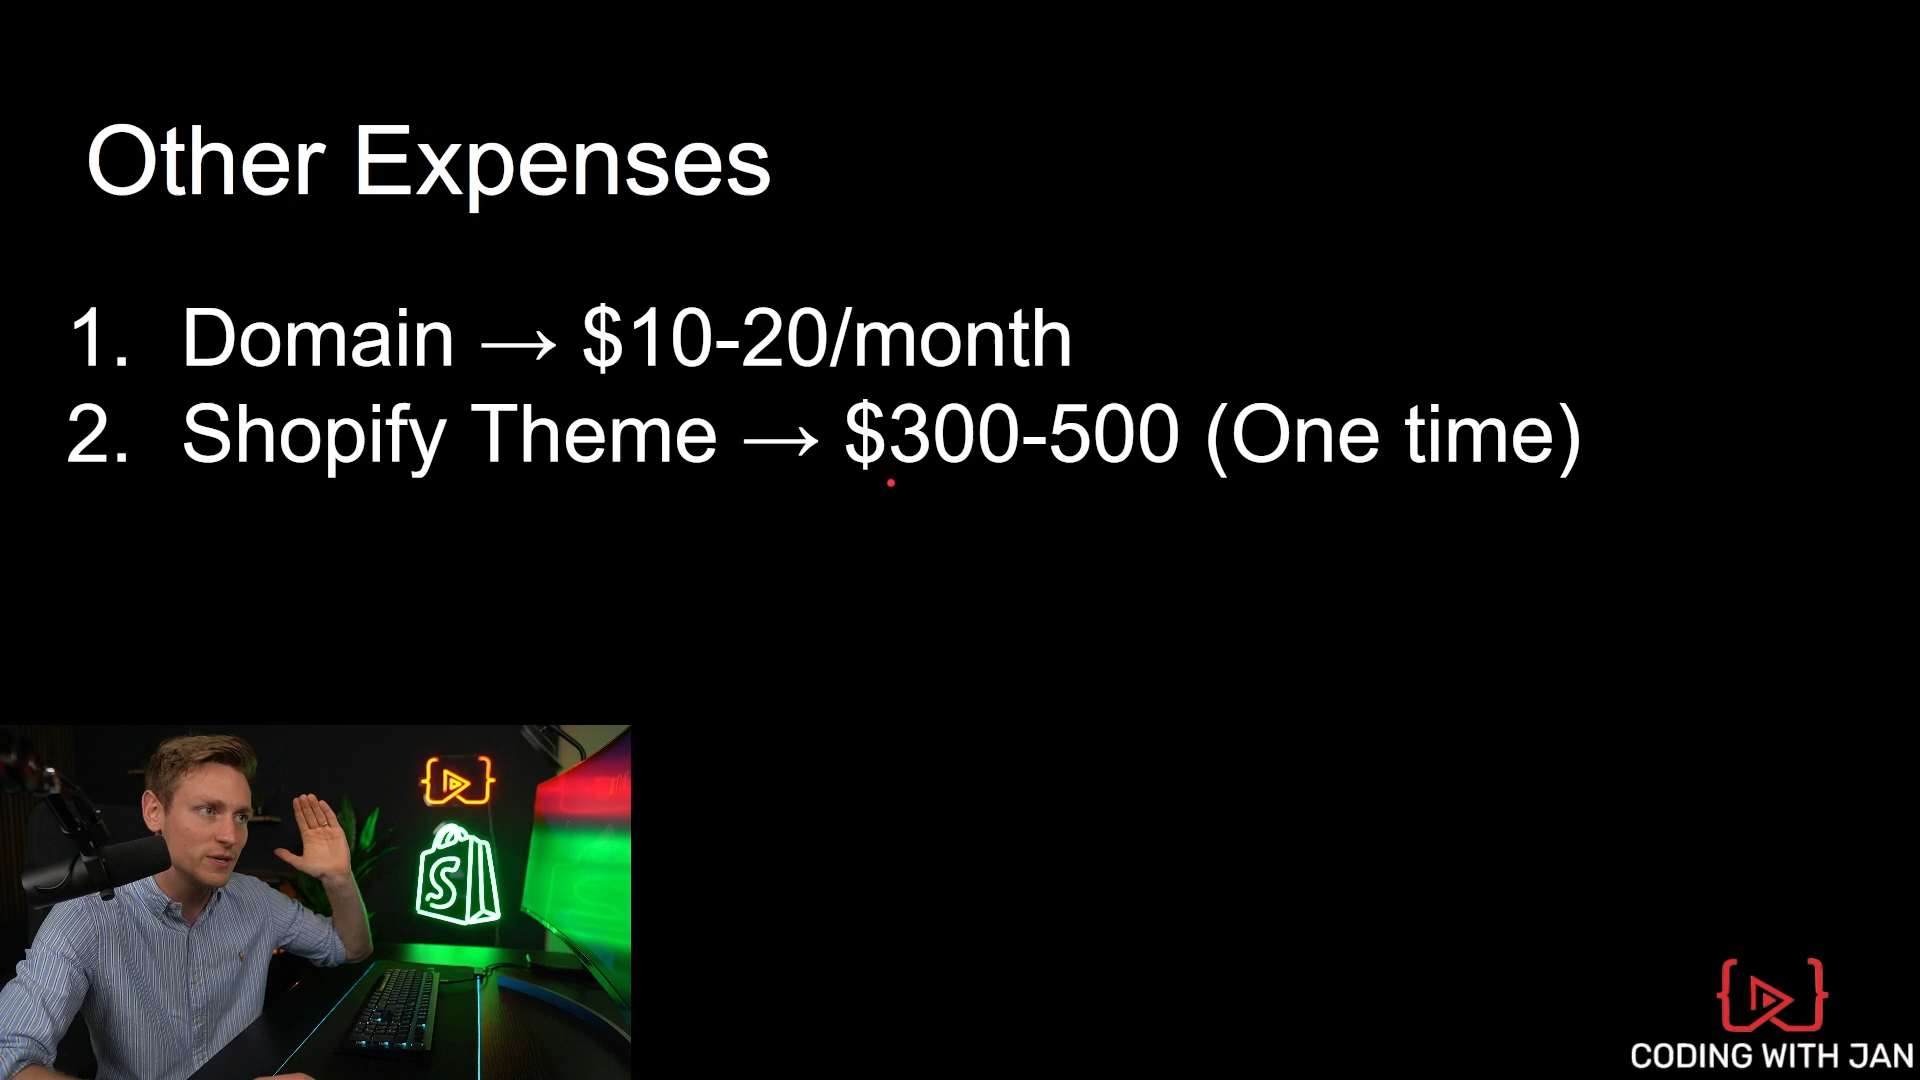 Other Expenses
1. Domain → $10-20/month
2. Shopify Theme → $300-500 (One time)
S
CODING WITH JAN